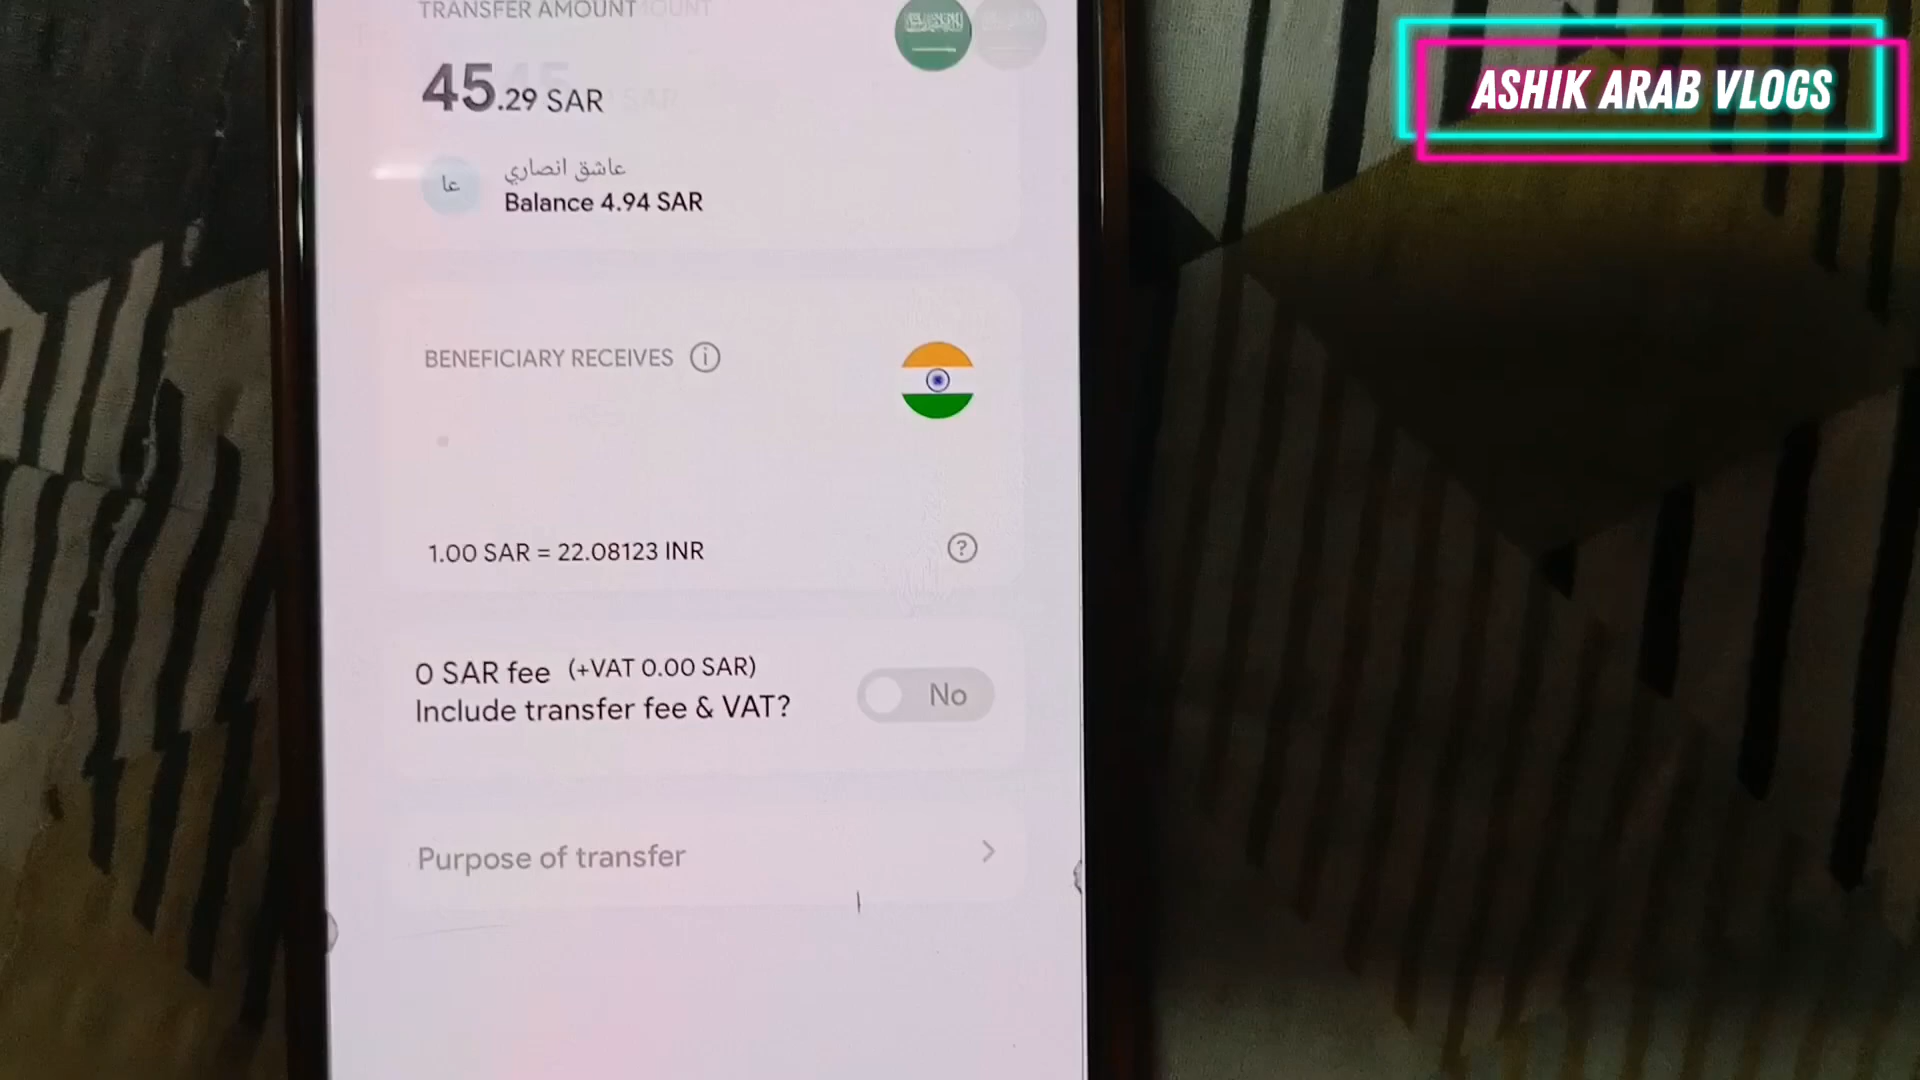 TRANSFER AMOUNT
45.29 SAR
عا
عاشق انصاري
Balance 4.94 SAR
BENEFICIARY RECEIVES
1.00 SAR = 22.08123 INR
0 SAR fee (+VAT 0.00 SAR)
Include transfer fee & VAT?
No
Purpose of transfer
ASHIK ARAB VLOGS